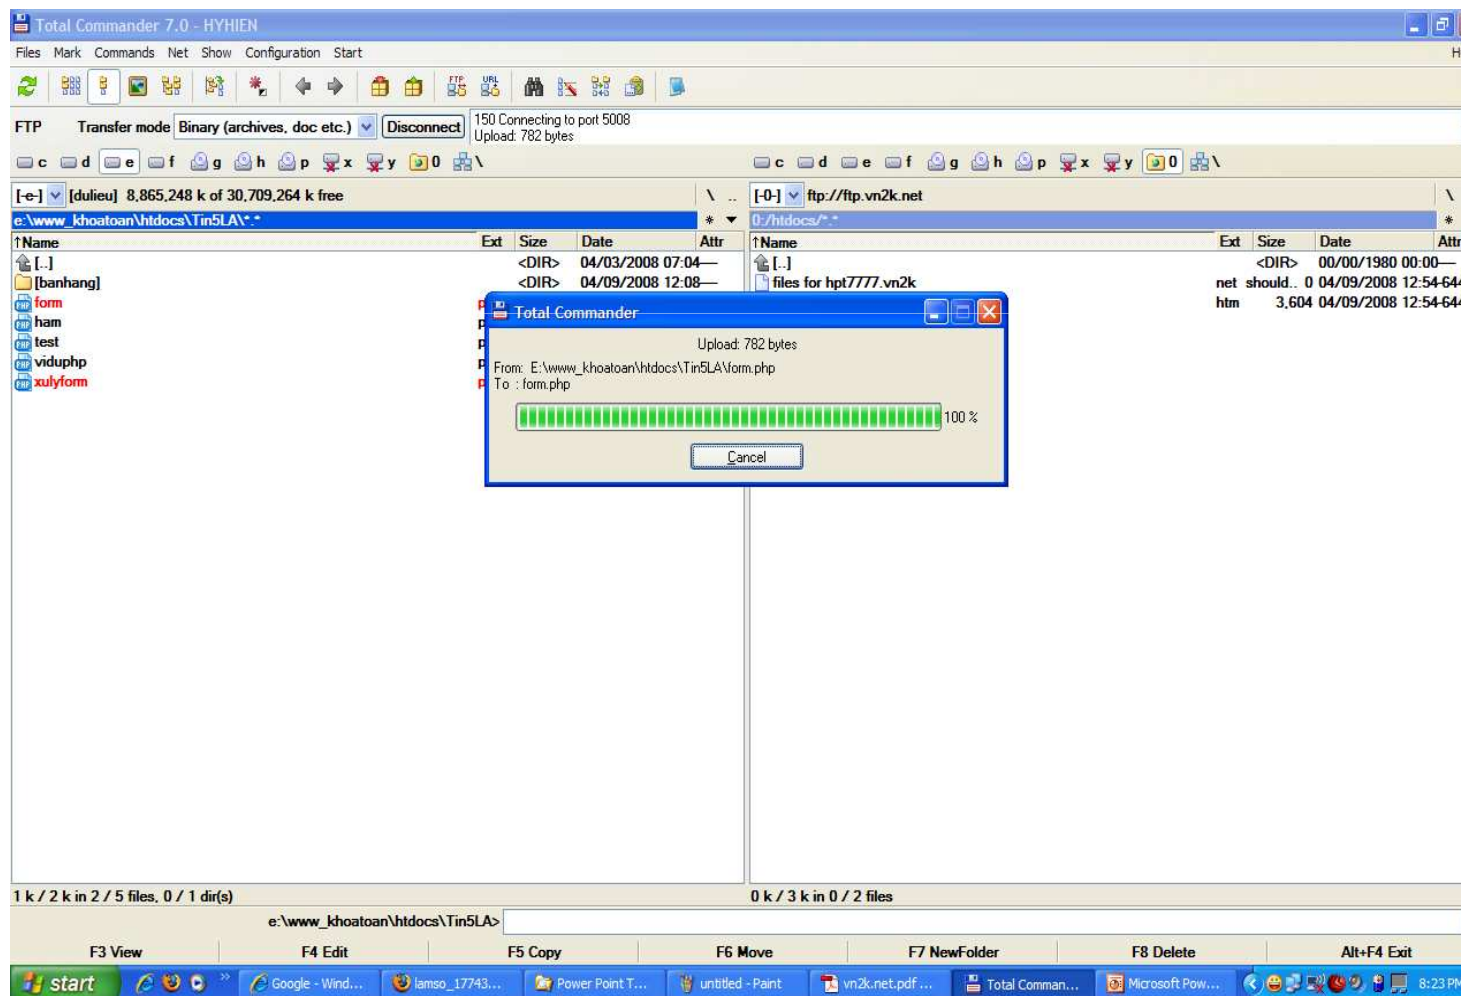 Total Commander 7.0 - HYHIEN
Files Mark Commands Net Show Configuration Start
FTP URL
FTP Transfer mode Binary (archives, doc etc.) Disconnect 150 Connecting to port 5008
Upload: 782 bytes
c d e f g h p x y 0 \ c d e f g h p x y 0 \
[-e-] [dulieu] 8,865,248 k of 30,709,264 k free \ .. [-0-] ftp://ftp.vn2k.net \
e:\www_khoatoan\htdocs\Tin5LA\*.* * ▼ 0:/htdocs/*.* *
↑Name Ext Size Date Attr ↑Name Ext Size Date Attr
[..] <DIR> 04/03/2008 07:04—— [..] <DIR> 00/00/1980 00:00——
[banhang] <DIR> 04/09/2008 12:08—— files for hpt7777.vn2k net should.. 0 04/09/2008 12:54-644
form htm 3,604 04/09/2008 12:54-644
ham
test
viduphp
xulyform
Total Commander
Upload: 782 bytes
From: E:\www_khoatoan\htdocs\Tin5LA\form.php
To : form.php
100 %
Cancel
1 k / 2 k in 2 / 5 files, 0 / 1 dir(s) 0 k / 3 k in 0 / 2 files
e:\www_khoatoan\htdocs\Tin5LA>
F3 View F4 Edit F5 Copy F6 Move F7 NewFolder F8 Delete Alt+F4 Exit
start Google - Wind... lamso_17743... Power Point T... untitled - Paint vn2k.net.pdf ... Total Comman... Microsoft Pow... 8:23 PM